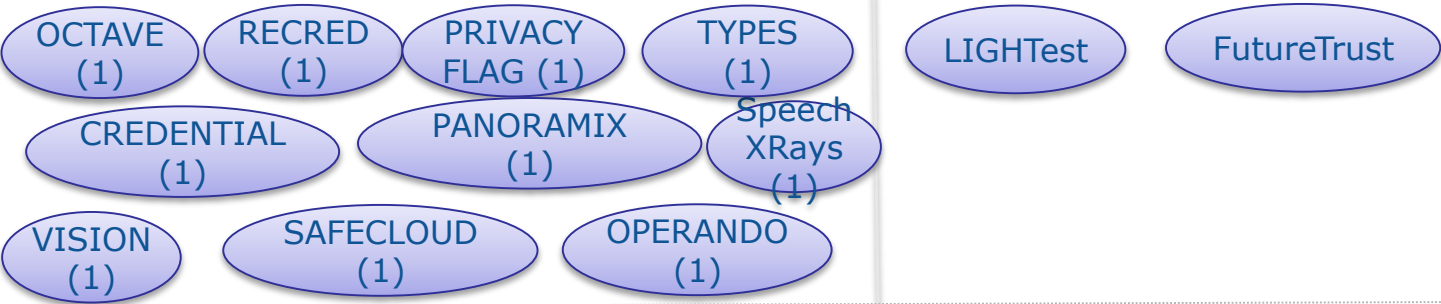 OCTAVE
(1)
RECRED
(1)
PRIVACY
FLAG (1)
TYPES
(1)
LIGHTest
FutureTrust
CREDENTIAL
(1)
PANORAMIX
(1)
Speech
XRays
(1)
VISION
(1)
SAFECLOUD
(1)
OPERANDO
(1)